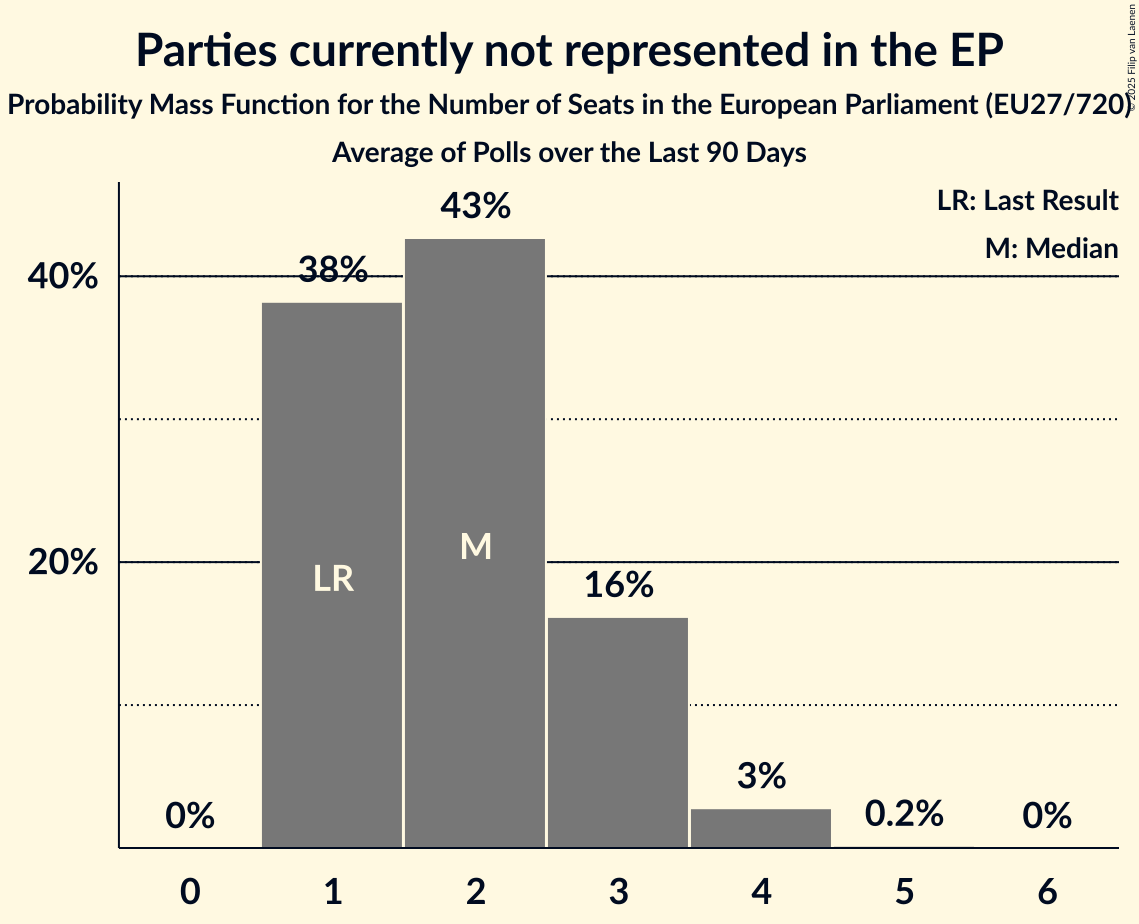 Parties currently not represented in the EP
Probability Mass Function for the Number of Seats in the European Parliament (EU27/720)
Average of Polls over the Last 90 Days
© 2025 Filip van Laenen
LR: Last Result
M: Median
40%
20%
0%
38%
43%
16%
3%
0.2%
0%
LR
M
0 1 2 3 4 5 6